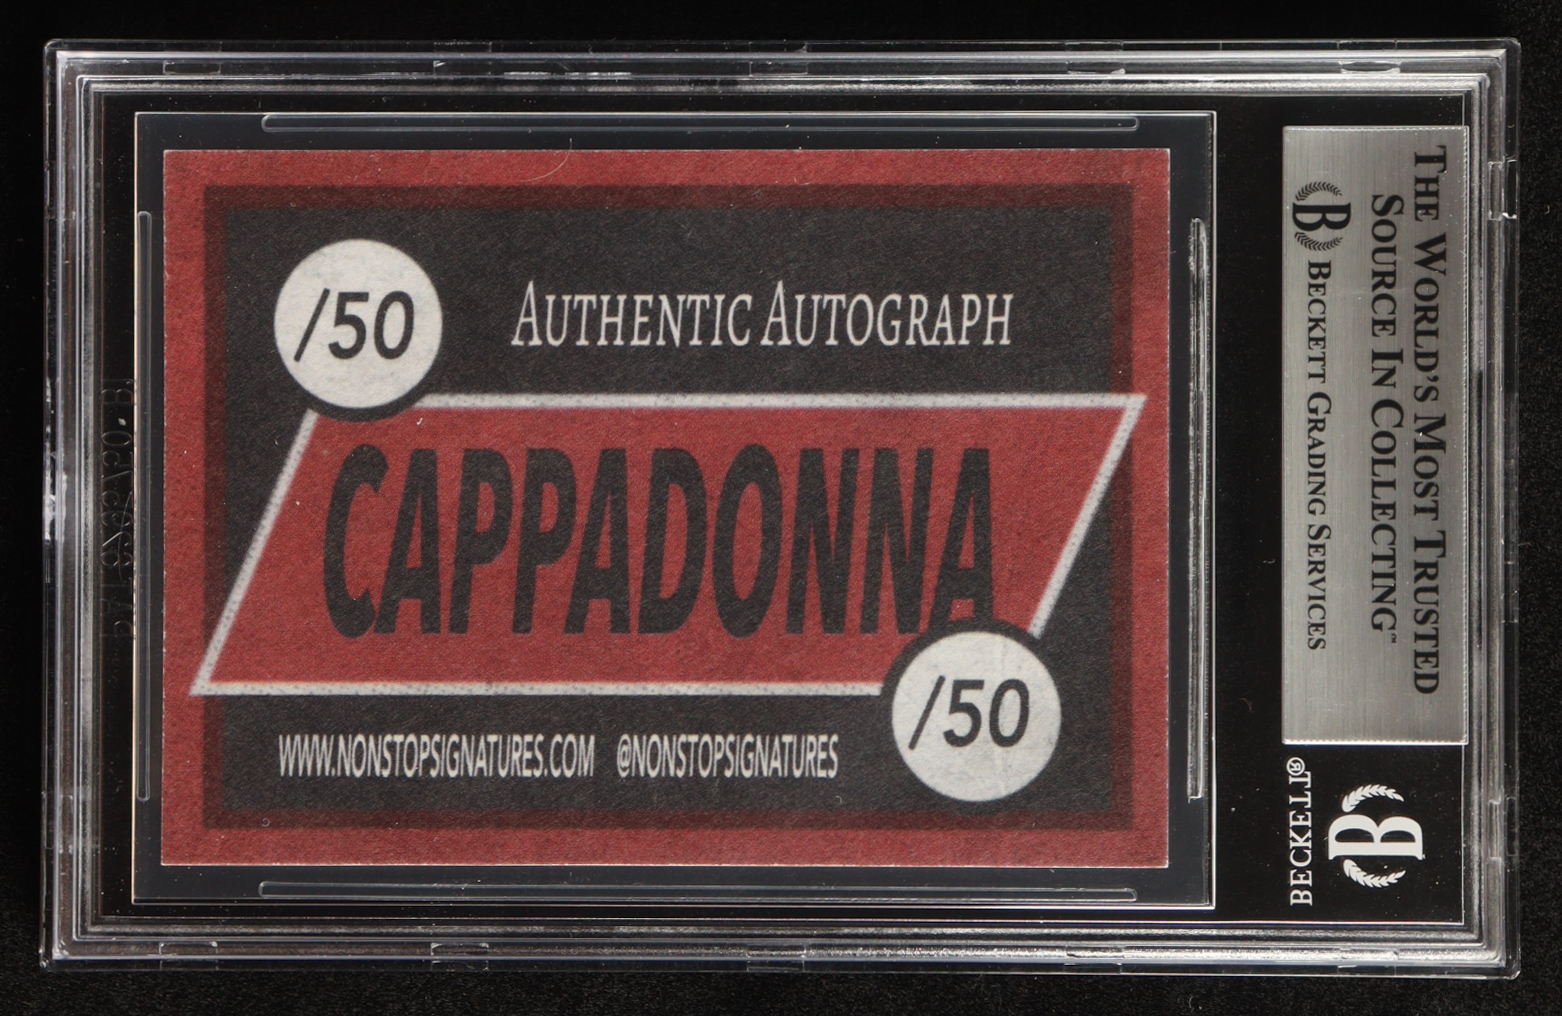 /50
AUTHENTIC AUTOGRAPH
CAPPADONNA
/50
WWW.NONSTOPSIGNATURES.COM @NONSTOPSIGNATURES
THE WORLD'S MOST TRUSTED
SOURCE IN COLLECTING™
B BECKETT GRADING SERVICES
BECKETT®
B